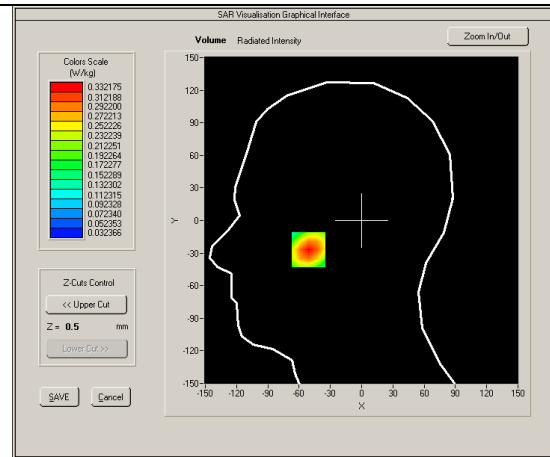 SAR Visualisation Graphical Interface
Volume Radiated Intensity
Zoom In/Out
Colors Scale
(W/kg)
0.332175
0.312188
0.292200
0.272213
0.252226
0.232239
0.212251
0.192264
0.172277
0.152289
0.132302
0.112315
0.092328
0.072340
0.052353
0.032366
Z-Cuts Control
<< Upper Cut
Z = 0.5 mm
Lower Cut >>
SAVE
Cancel
150
120
90
60
30
0
-30
-60
-90
-120
-150
Y
-150 -120 -90 -60 -30 0 30 60 90 120 150
X